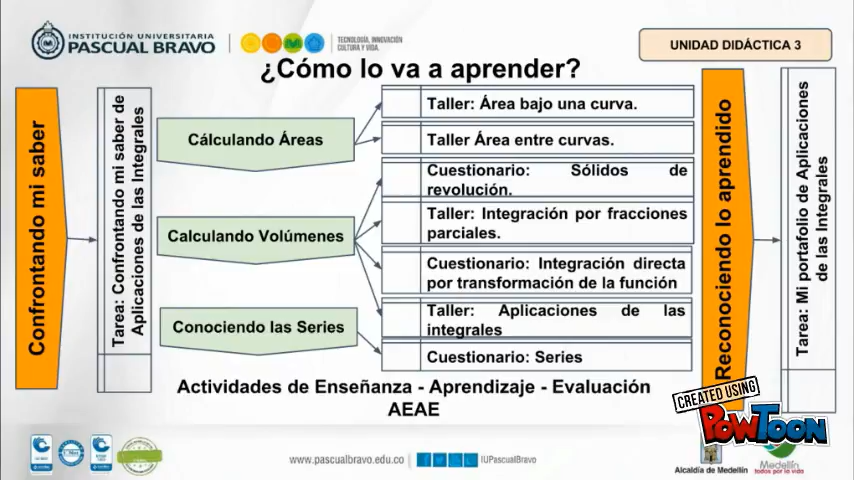 INSTITUCIÓN UNIVERSITARIA
PASCUAL BRAVO
TECNOLOGÍA, INNOVACIÓN
CULTURA Y VIDA.
UNIDAD DIDÁCTICA 3
¿Cómo lo va a aprender?
Confrontando mi saber
Tarea: Confrontando mi saber de
Aplicaciones de las Integrales
Cálculando Áreas
Calculando Volúmenes
Conociendo las Series
Taller: Área bajo una curva.
Taller Área entre curvas.
Cuestionario: Sólidos de
revolución.
Taller: Integración por fracciones
parciales.
Cuestionario: Integración directa
por transformación de la función
Taller: Aplicaciones de las
integrales
Cuestionario: Series
Reconociendo lo aprendido
Tarea: Mi portafolio de Aplicaciones
de las Integrales
Actividades de Enseñanza - Aprendizaje - Evaluación
AEAE
CREATED USING
POWTOON
www.pascualbravo.edu.co
IUPascualBravo
Alcaldía de Medellín
Medellín
todos por la vida